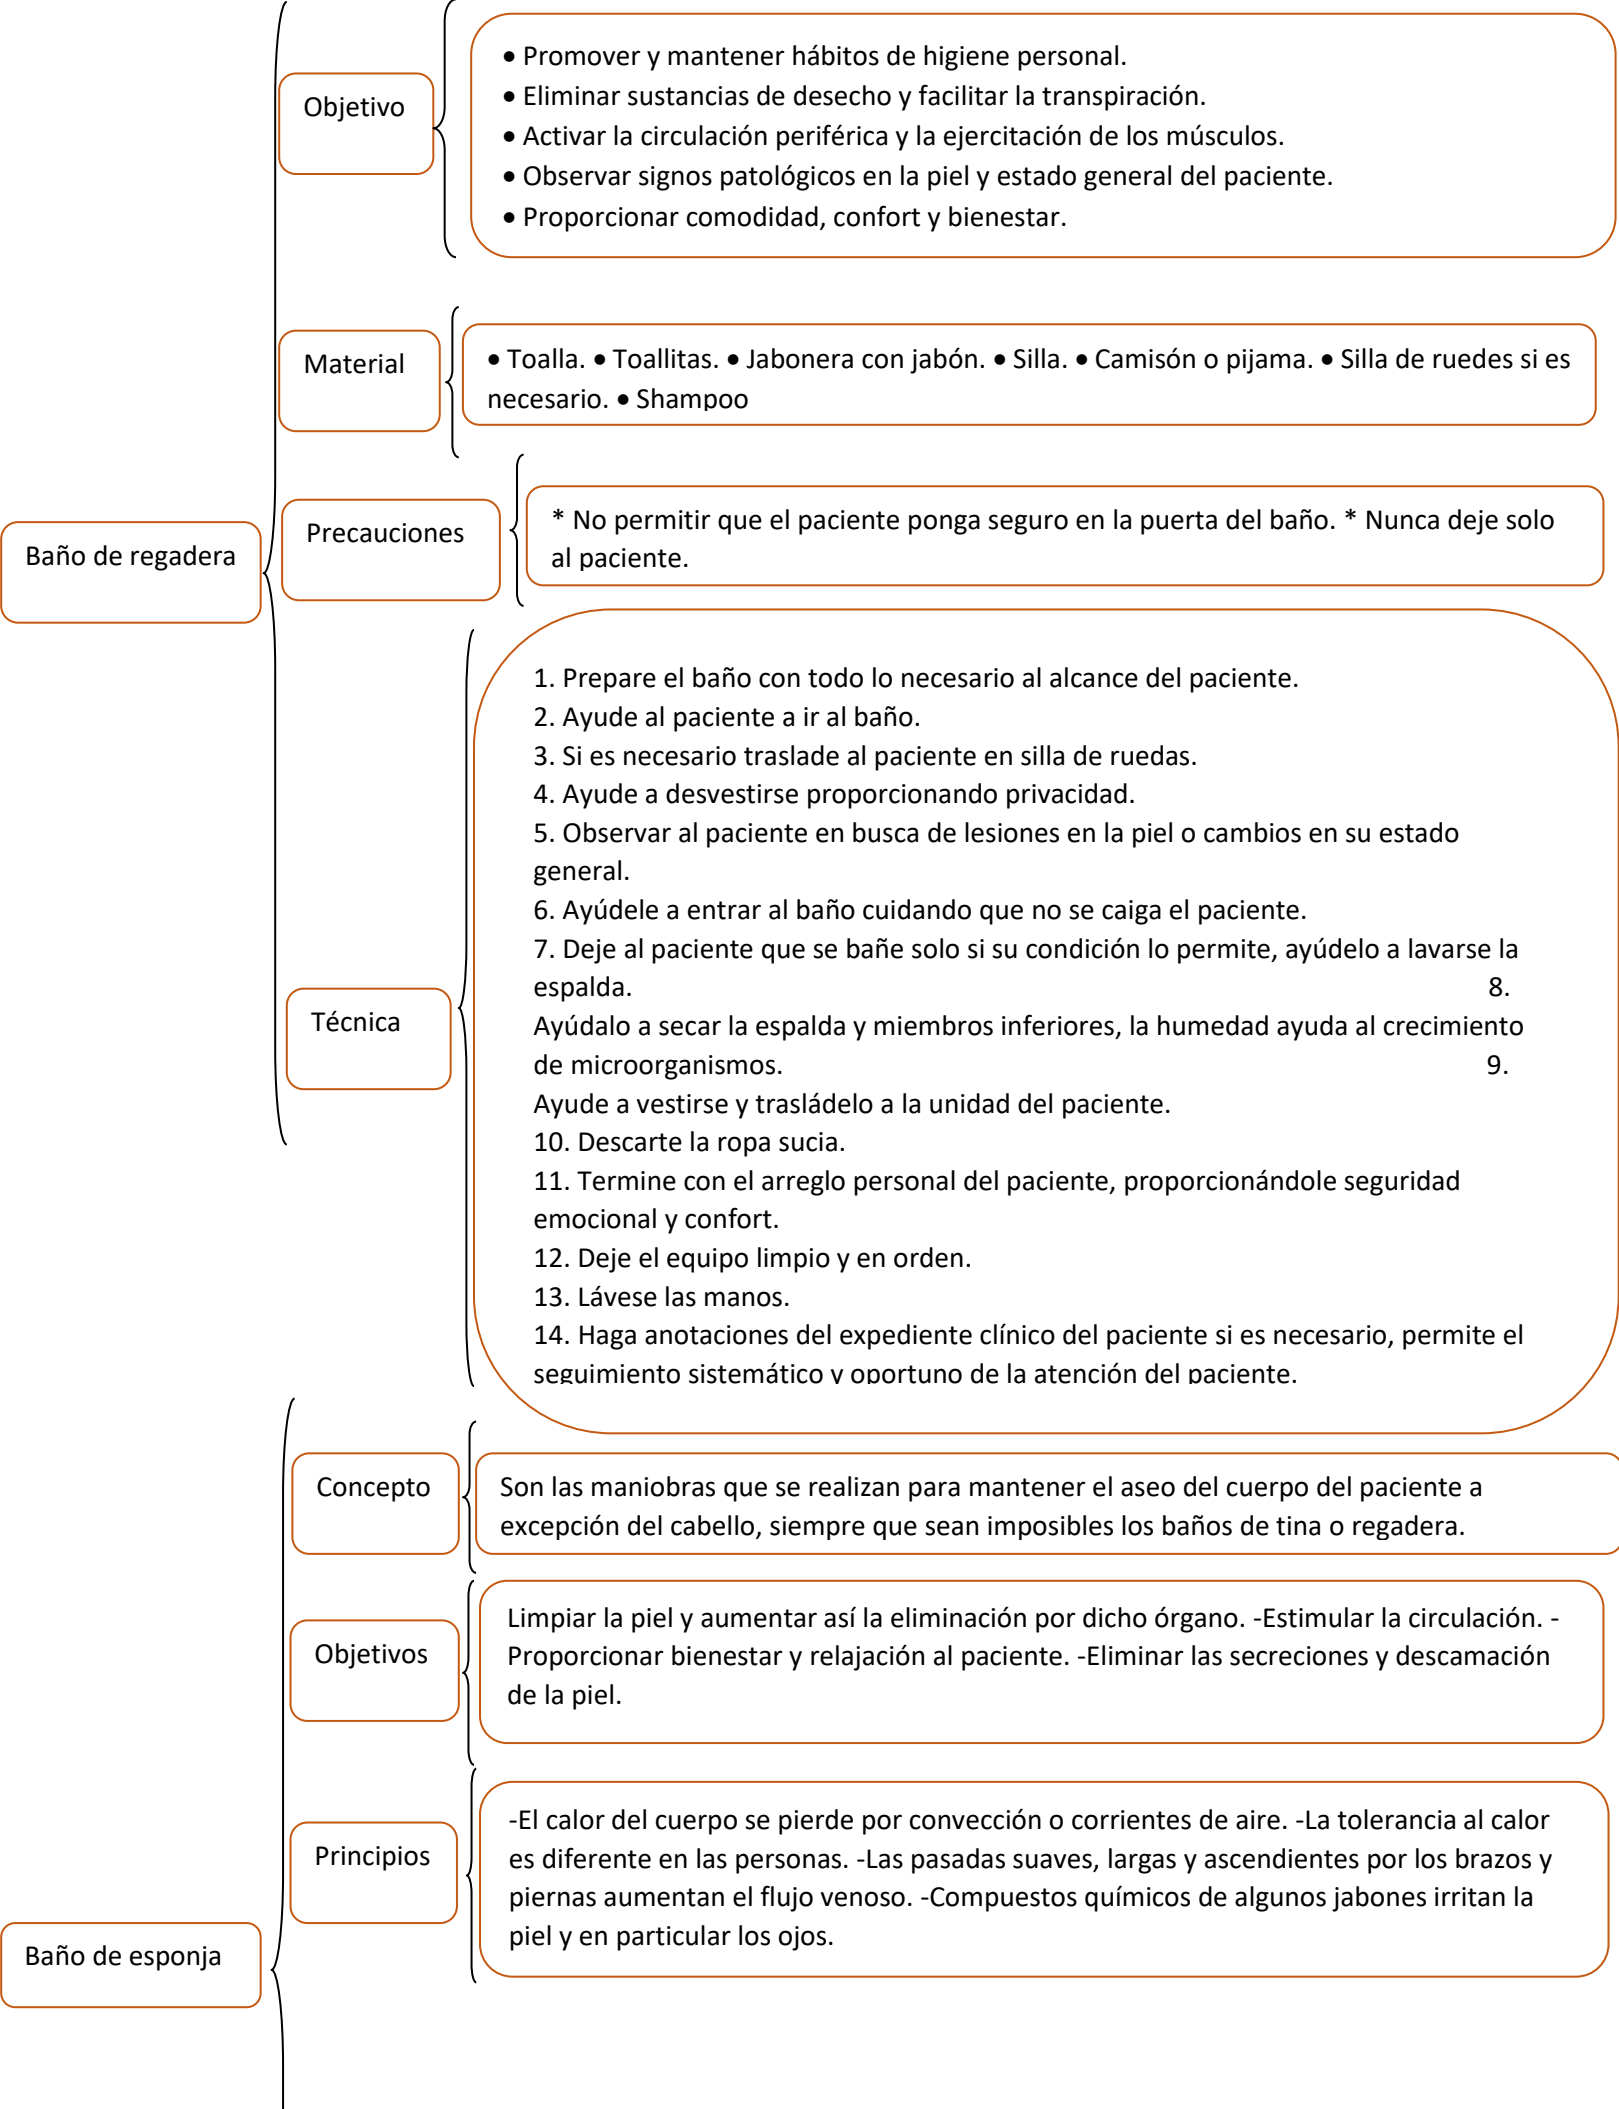 Baño de regadera
Objetivo
• Promover y mantener hábitos de higiene personal.
• Eliminar sustancias de desecho y facilitar la transpiración.
• Activar la circulación periférica y la ejercitación de los músculos.
• Observar signos patológicos en la piel y estado general del paciente.
• Proporcionar comodidad, confort y bienestar.
Material
• Toalla. • Toallitas. • Jabonera con jabón. • Silla. • Camisón o pijama. • Silla de ruedes si es
necesario. • Shampoo
Precauciones
* No permitir que el paciente ponga seguro en la puerta del baño. * Nunca deje solo
al paciente.
Técnica
1. Prepare el baño con todo lo necesario al alcance del paciente.
2. Ayude al paciente a ir al baño.
3. Si es necesario traslade al paciente en silla de ruedas.
4. Ayude a desvestirse proporcionando privacidad.
5. Observar al paciente en busca de lesiones en la piel o cambios en su estado
general.
6. Ayúdele a entrar al baño cuidando que no se caiga el paciente.
7. Deje al paciente que se bañe solo si su condición lo permite, ayúdelo a lavarse la
espalda. 8.
Ayúdalo a secar la espalda y miembros inferiores, la humedad ayuda al crecimiento
de microorganismos. 9.
Ayude a vestirse y trasládelo a la unidad del paciente.
10. Descarte la ropa sucia.
11. Termine con el arreglo personal del paciente, proporcionándole seguridad
emocional y confort.
12. Deje el equipo limpio y en orden.
13. Lávese las manos.
14. Haga anotaciones del expediente clínico del paciente si es necesario, permite el
seguimiento sistemático y oportuno de la atención del paciente.
Baño de esponja
Concepto
Son las maniobras que se realizan para mantener el aseo del cuerpo del paciente a
excepción del cabello, siempre que sean imposibles los baños de tina o regadera.
Objetivos
Limpiar la piel y aumentar así la eliminación por dicho órgano. -Estimular la circulación. -
Proporcionar bienestar y relajación al paciente. -Eliminar las secreciones y descamación
de la piel.
Principios
-El calor del cuerpo se pierde por convección o corrientes de aire. -La tolerancia al calor
es diferente en las personas. -Las pasadas suaves, largas y ascendientes por los brazos y
piernas aumentan el flujo venoso. -Compuestos químicos de algunos jabones irritan la
piel y en particular los ojos.